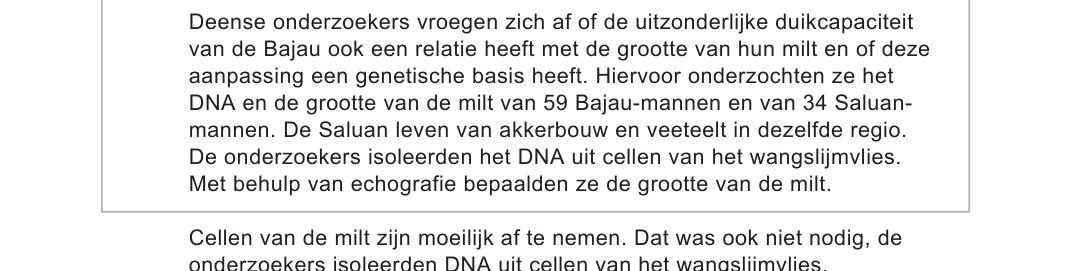 Deense onderzoekers vroegen zich af of de uitzonderlijke duikcapaciteit
van de Bajau ook een relatie heeft met de grootte van hun milt en of deze
aanpassing een genetische basis heeft. Hiervoor onderzochten ze het
DNA en de grootte van de milt van 59 Bajau-mannen en van 34 Saluan-
mannen. De Saluan leven van akkerbouw en veeteelt in dezelfde regio.
De onderzoekers isoleerden het DNA uit cellen van het wangslijmvlies.
Met behulp van echografie bepaalden ze de grootte van de milt.
Cellen van de milt zijn moeilijk af te nemen. Dat was ook niet nodig, de
onderzoekers isoleerden DNA uit cellen van het wangslijmvlies.